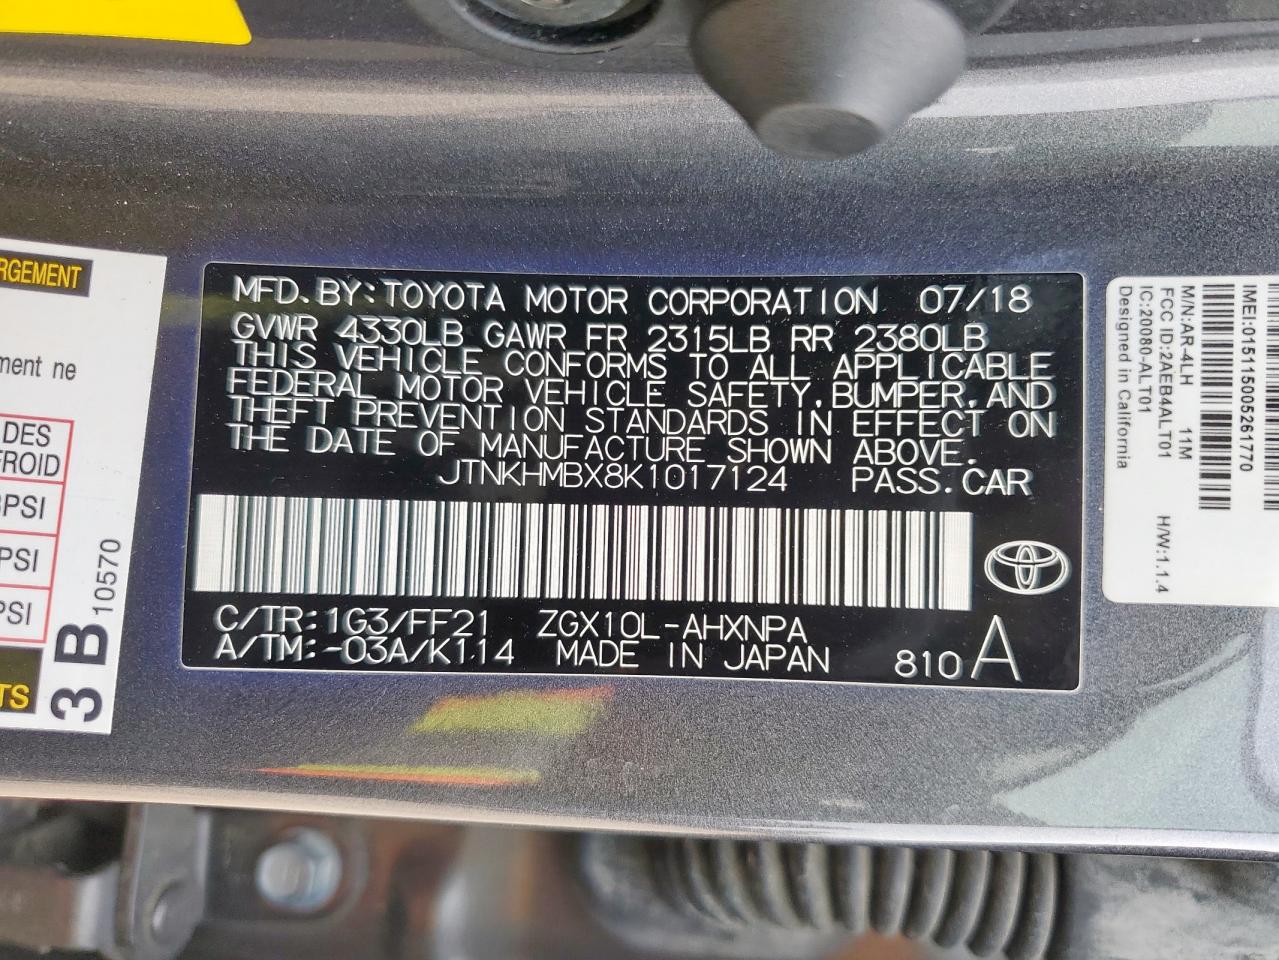 RGEMENT
ment ne
DES
FROID
PSI
PSI
PSI
TS
3 B 10570
MFD.BY:TOYOTA MOTOR CORPORATION 07/18
GVWR 4330LB GAWR FR 2315LB RR 2380LB
THIS VEHICLE CONFORMS TO ALL APPLICABLE
FEDERAL MOTOR VEHICLE SAFETY,BUMPER,AND
THEFT PREVENTION STANDARDS IN EFFECT ON
THE DATE OF MANUFACTURE SHOWN ABOVE.
JTNKHMBX8K1017124 PASS.CAR
C/TR:1G3/FF21 ZGX10L-AHXNPA
A/TM:-03A/K114 MADE IN JAPAN 810 A
IMEI:015115005261770
M/N:AR-4LH 11M H/W:1.1.4
FCC ID:2AEB4ALT01
IC:20080-ALT01
Designed in California